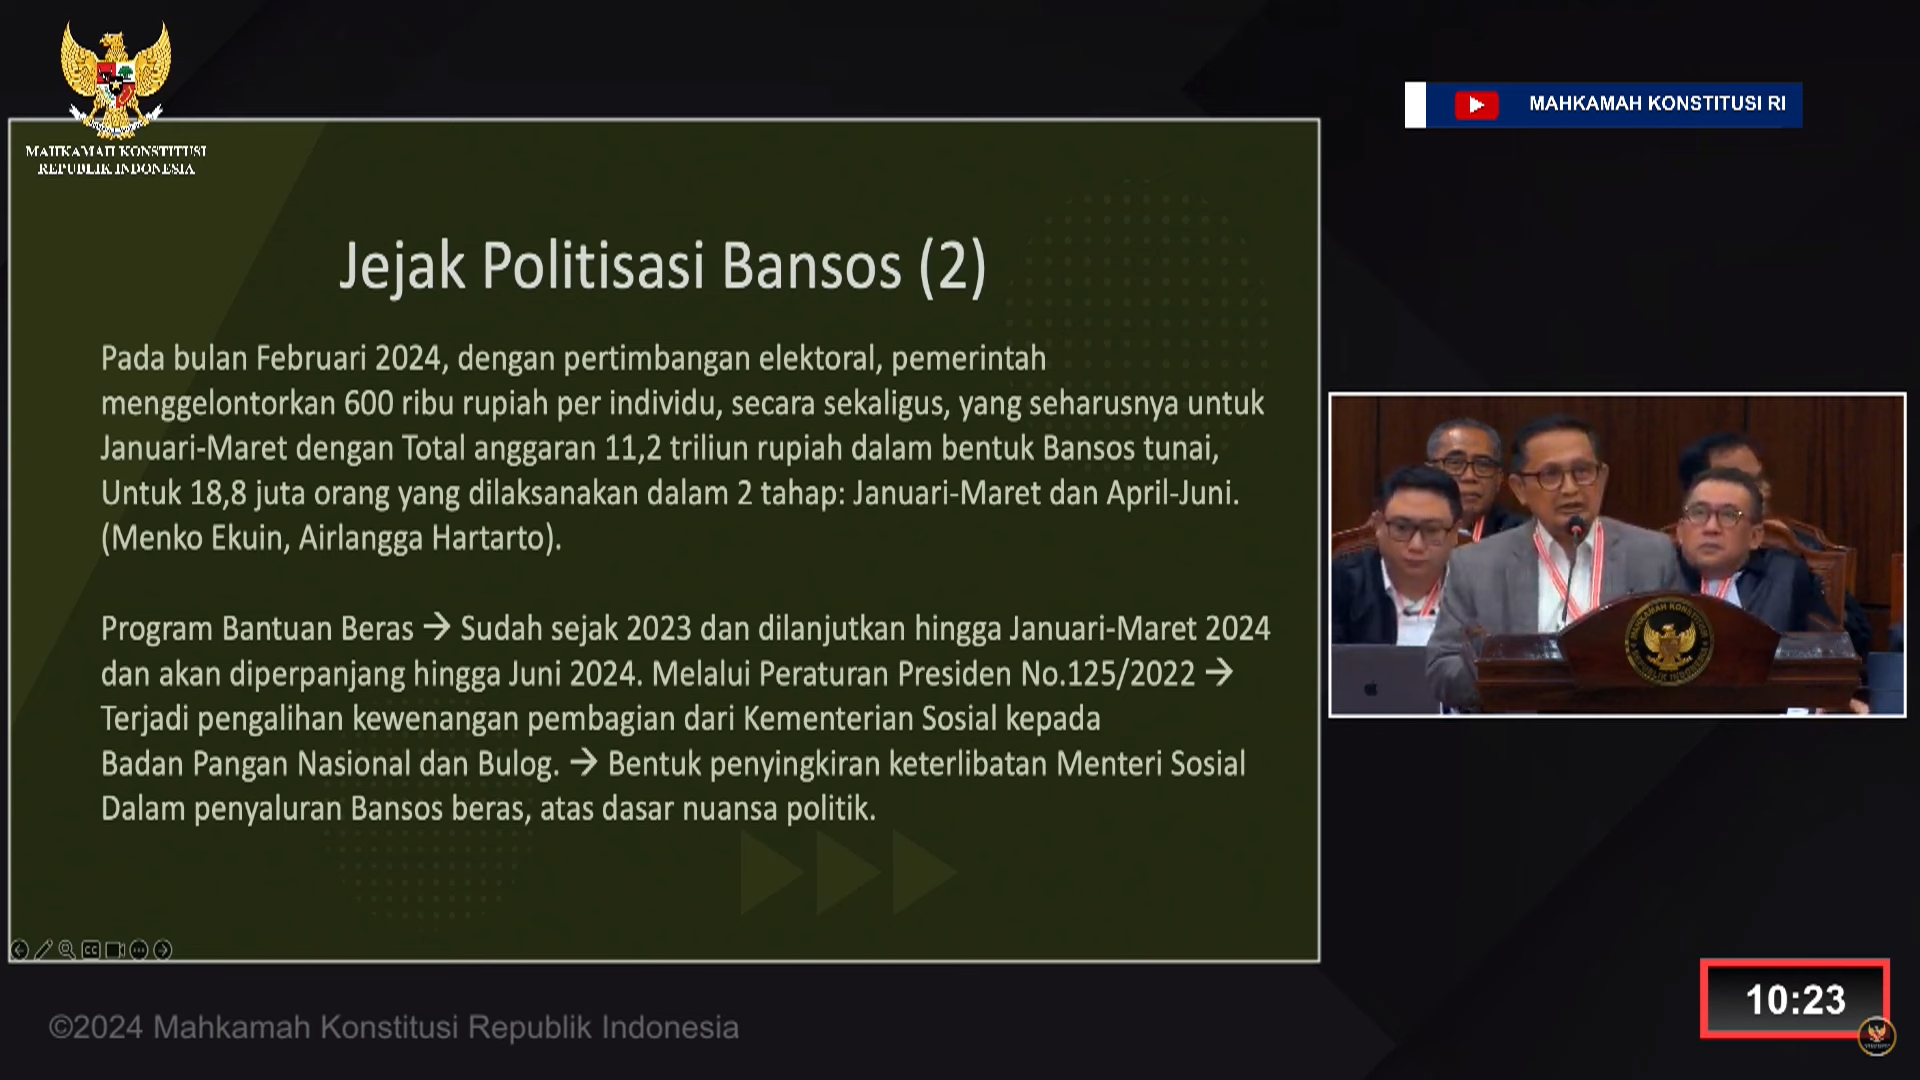 MAHKAMAH KONSTITUSI
REPUBLIK INDONESIA
MAHKAMAH KONSTITUSI RI
Jejak Politisasi Bansos (2)
Pada bulan Februari 2024, dengan pertimbangan elektoral, pemerintah
menggelontorkan 600 ribu rupiah per individu, secara sekaligus, yang seharusnya untuk
Januari-Maret dengan Total anggaran 11,2 triliun rupiah dalam bentuk Bansos tunai,
Untuk 18,8 juta orang yang dilaksanakan dalam 2 tahap: Januari-Maret dan April-Juni.
(Menko Ekuin, Airlangga Hartarto).
Program Bantuan Beras → Sudah sejak 2023 dan dilanjutkan hingga Januari-Maret 2024
dan akan diperpanjang hingga Juni 2024. Melalui Peraturan Presiden No.125/2022 →
Terjadi pengalihan kewenangan pembagian dari Kementerian Sosial kepada
Badan Pangan Nasional dan Bulog. → Bentuk penyingkiran keterlibatan Menteri Sosial
Dalam penyaluran Bansos beras, atas dasar nuansa politik.
CC
©2024 Mahkamah Konstitusi Republik Indonesia
10:23